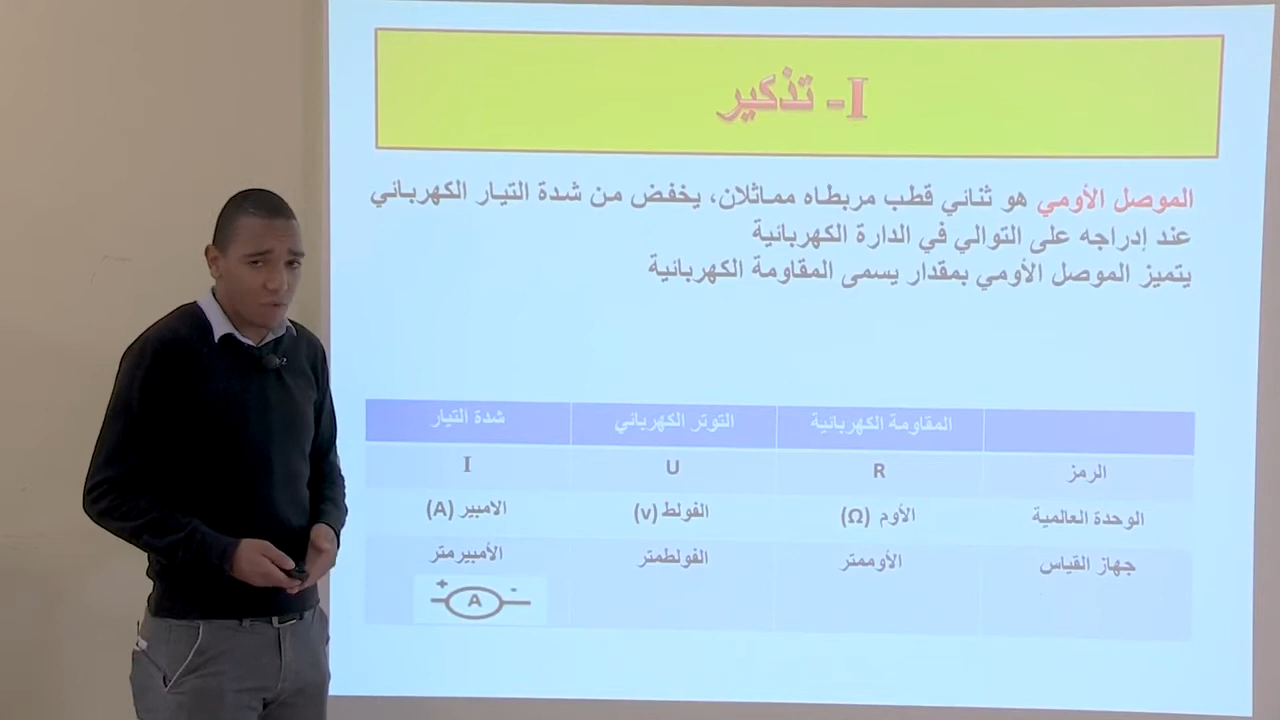 I- تذكير
الموصل الأومي هو ثنائي قطب مربطاه مماثلان، يخفض من شدة التيار الكهربائي
عند إدراجه على التوالي في الدارة الكهربائية
يتميز الموصل الأومي بمقدار يسمى المقاومة الكهربائية
المقاومة الكهربائية التوتر الكهربائي شدة التيار
الرمز R U I
الوحدة العالمية الأوم (Ω) الفولط (v) الامبير (A)
جهاز القياس الأوممتر الفولطمتر الأمبيرمتر
+ A -